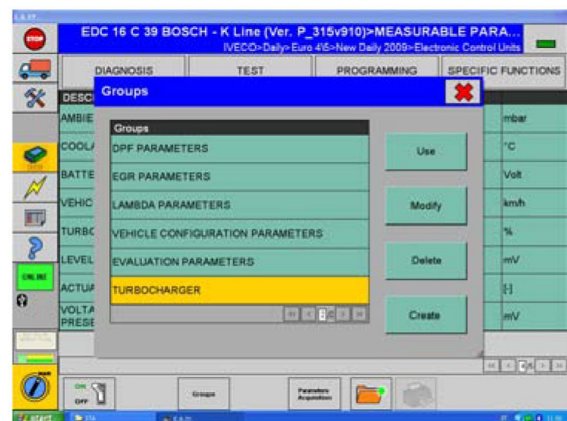 STOP
EDC 16 C 39 BOSCH - K Line (Ver. P_315v910)>MEASURABLE PARA...
IVECO>Daily>Euro 4\5>New Daily 2009>Electronic Control Units
DIAGNOSIS TEST PROGRAMMING SPECIFIC FUNCTIONS
Groups
DESC
AMBIE mbar
COOLA °C
BATTE Volt
VEHIC km/h
TURBO %
LEVEL mV
ACTUA [-]
VOLTA
PRESE mV
Groups
DPF PARAMETERS
EGR PARAMETERS
LAMBDA PARAMETERS
VEHICLE CONFIGURATION PARAMETERS
EVALUATION PARAMETERS
TURBOCHARGER
Use
Modify
Delete
Create
ON
OFF
Groups
Parameters
Acquisition
start